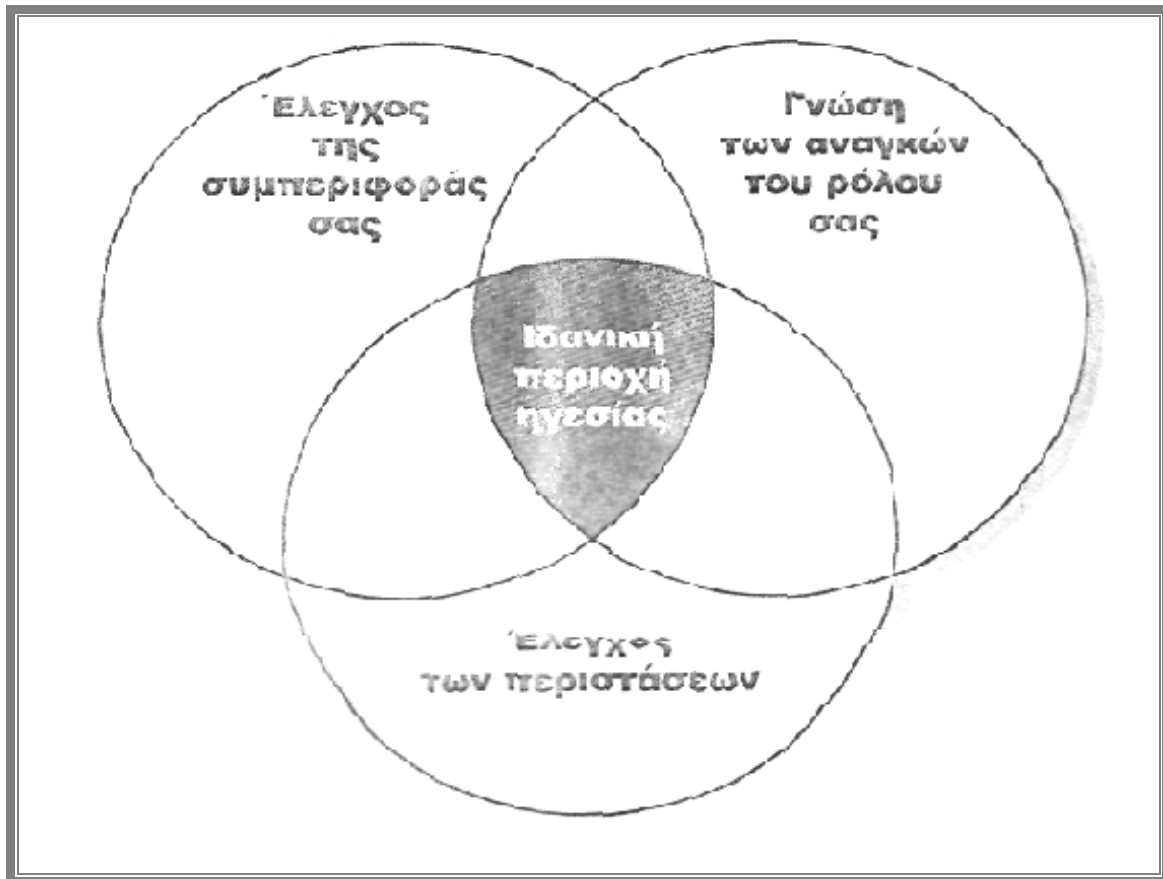 Έλεγχος
της
συμπεριφοράς
σας
Γνώση
των αναγκών
του ρόλου
σας
Ιδανική
περιοχή
ηγεσίας
Έλεγχος
των περιστάσεων